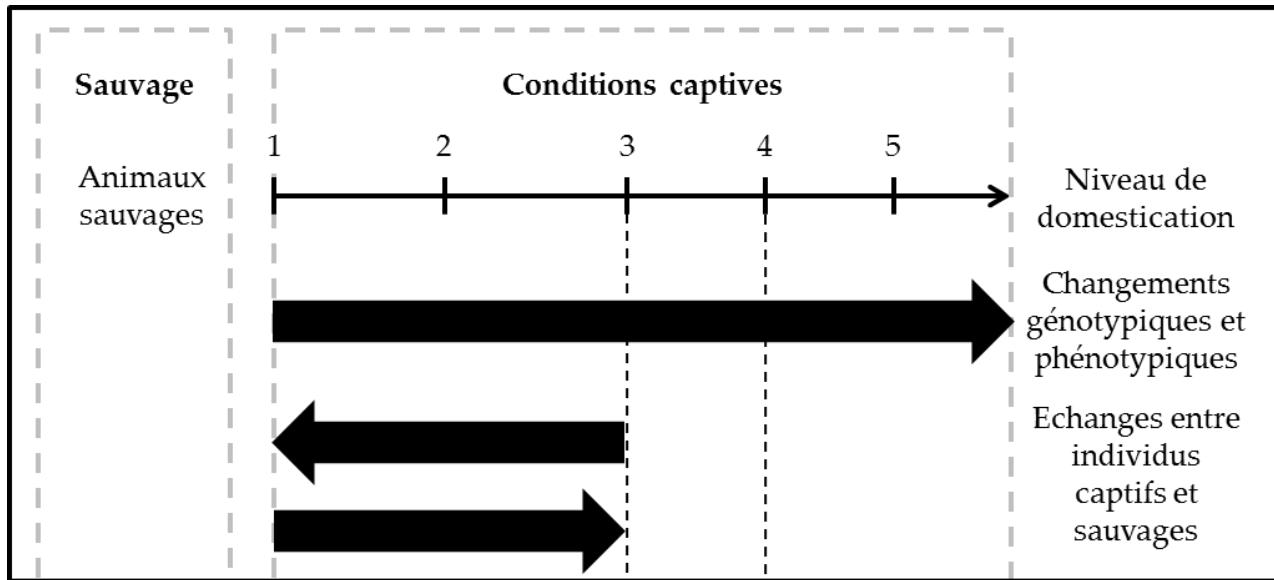 Sauvage
Conditions captives
1
2
3
4
5
Animaux
sauvages
Niveau de
domestication
Changements
génotypiques et
phénotypiques
Echanges entre
individus
captifs et
sauvages